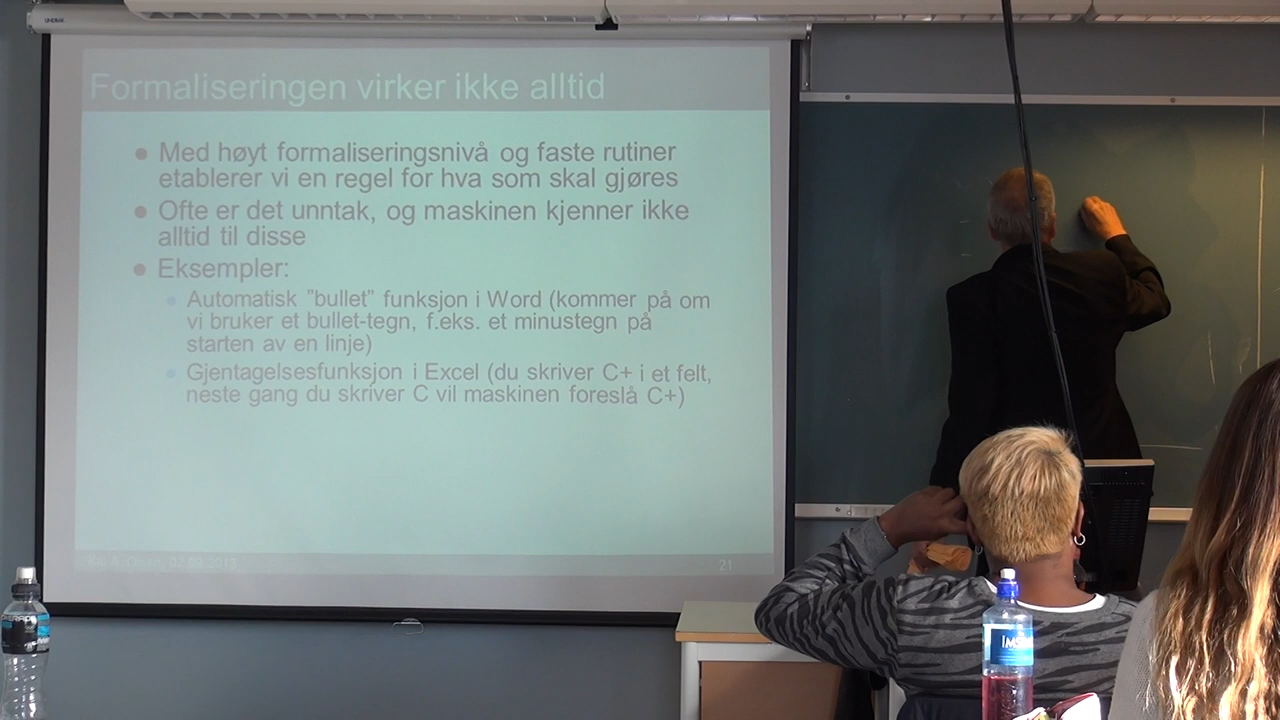 Formaliseringen virker ikke alltid
● Med høyt formaliseringsnivå og faste rutiner
etablerer vi en regel for hva som skal gjøres
● Ofte er det unntak, og maskinen kjenner ikke
alltid til disse
● Eksempler:
● Automatisk ”bullet” funksjon i Word (kommer på om
vi bruker et bullet-tegn, f.eks. et minustegn på
starten av en linje)
● Gjentagelsesfunksjon i Excel (du skriver C+ i et felt,
neste gang du skriver C vil maskinen foreslå C+)
21